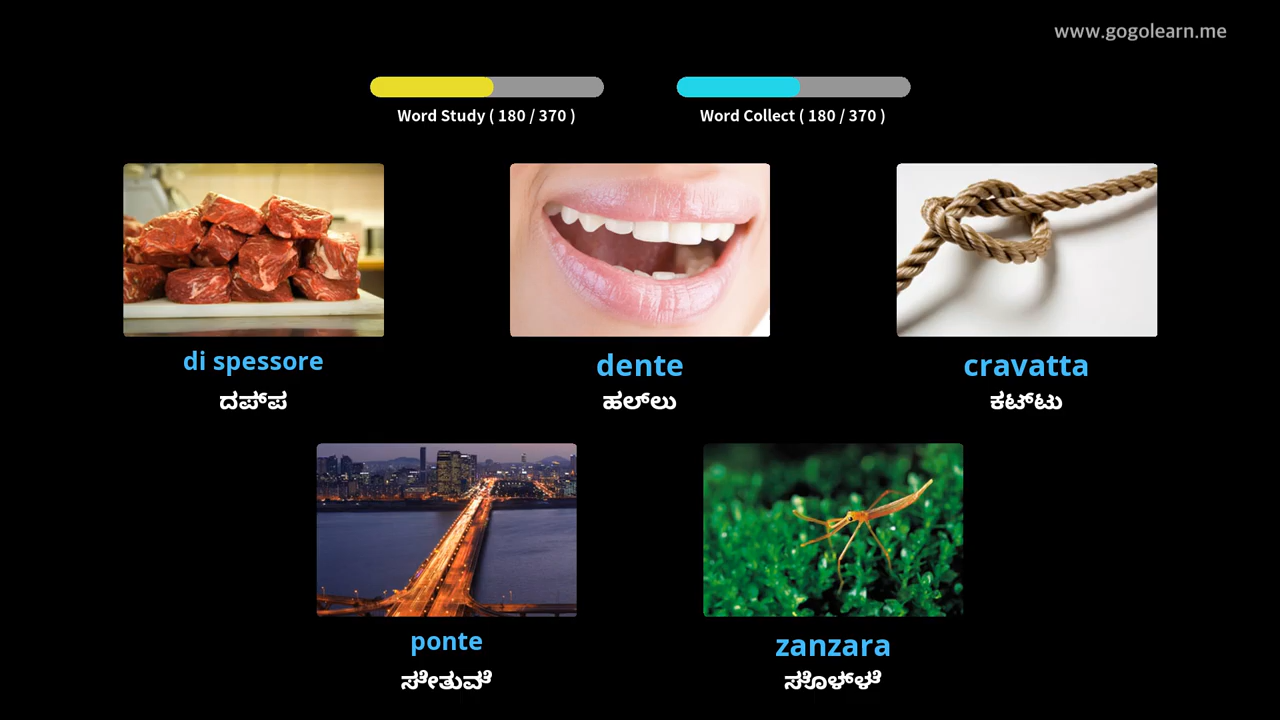 www.gogolearn.me
Word Study ( 180 / 370 )
Word Collect ( 180 / 370 )
di spessore
ದಪ್ಪ
dente
ಹಲ್ಲು
cravatta
ಕಟ್ಟು
ponte
ಸೇತುವೆ
zanzara
ಸೊಳ್ಳೆ